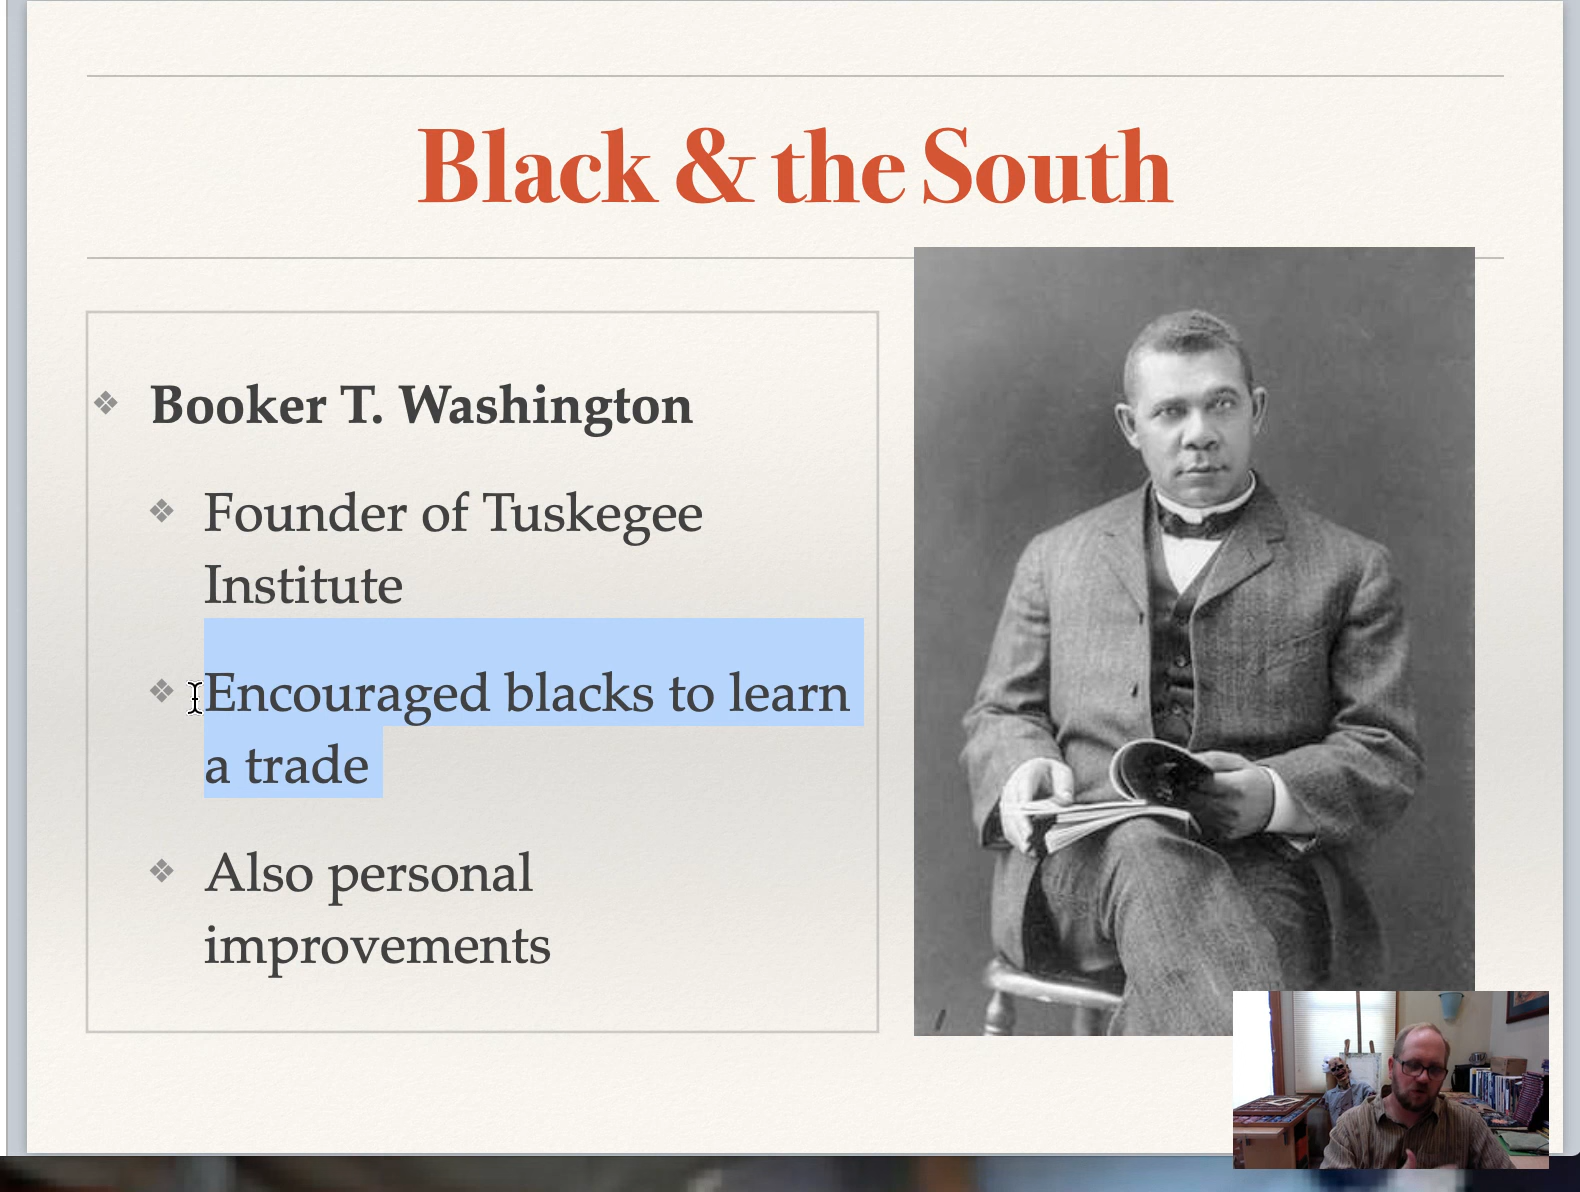 Black & the South
Booker T. Washington
Founder of Tuskegee
Institute
Encouraged blacks to learn
a trade
Also personal
improvements